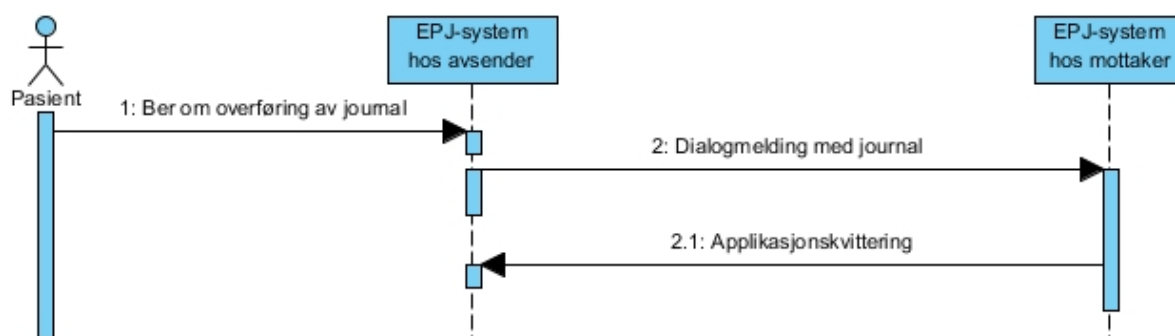 EPJ-system
hos avsender
EPJ-system
hos mottaker
Pasient
1: Ber om overføring av journal
2: Dialogmelding med journal
2.1: Applikasjonskvittering